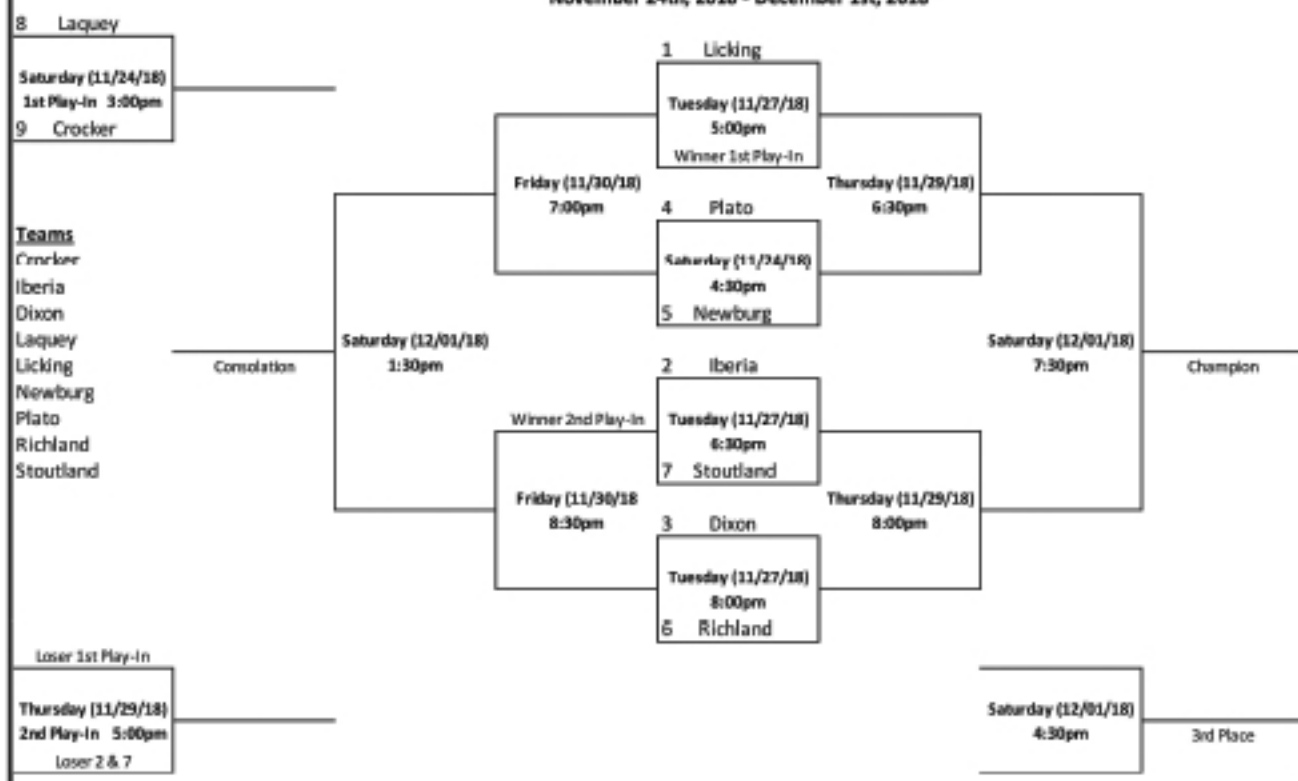 November 24th, 2018 - December 1st, 2018
8 Laquey
Saturday (11/24/18)
1st Play-In 3:00pm
9 Crocker
Teams
Crocker
Iberia
Dixon
Laquey
Licking
Newburg
Plato
Richland
Stoutland
Consolation
Saturday (12/01/18)
1:30pm
Friday (11/30/18)
7:00pm
Winner 2nd Play-In
Friday (11/30/18
8:30pm
1 Licking
Tuesday (11/27/18)
5:00pm
Winner 1st Play-In
4 Plato
Saturday (11/24/18)
4:30pm
5 Newburg
2 Iberia
Tuesday (11/27/18)
6:30pm
7 Stoutland
3 Dixon
Tuesday (11/27/18)
8:00pm
6 Richland
Thursday (11/29/18)
6:30pm
Thursday (11/29/18)
8:00pm
Saturday (12/01/18)
7:30pm
Champion
Loser 1st Play-In
Thursday (11/29/18)
2nd Play-In 5:00pm
Loser 2 & 7
Saturday (12/01/18)
4:30pm
3rd Place